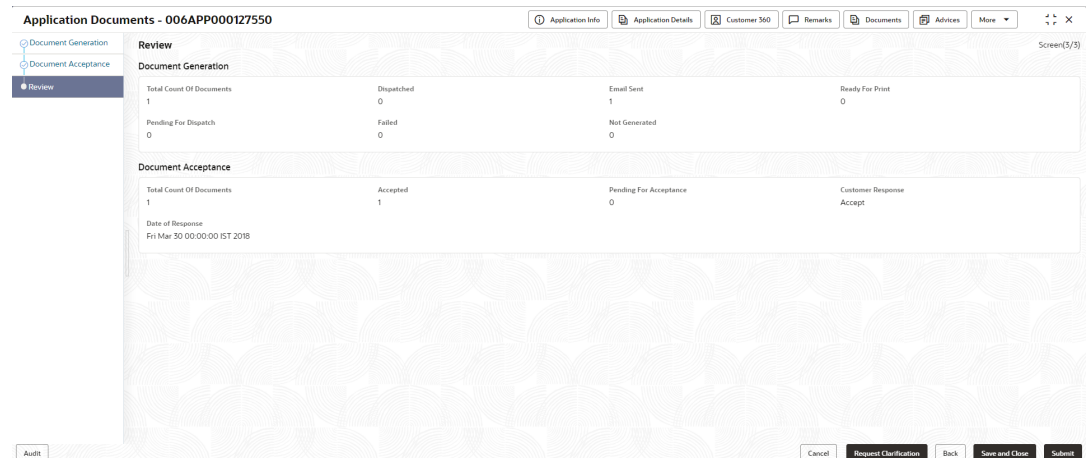 Application Documents - 006APP000127550
Application Info
Application Details
Customer 360
Remarks
Documents
Advices
More
Document Generation
Document Acceptance
Review
Review
Screen(3/3)
Document Generation
Total Count Of Documents Dispatched Email Sent Ready For Print
1 0 1 0
Pending For Dispatch Failed Not Generated
0 0 0
Document Acceptance
Total Count Of Documents Accepted Pending For Acceptance Customer Response
1 1 0 Accept
Date of Response
Fri Mar 30 00:00:00 IST 2018
Audit
Cancel
Request Clarification
Back
Save and Close
Submit